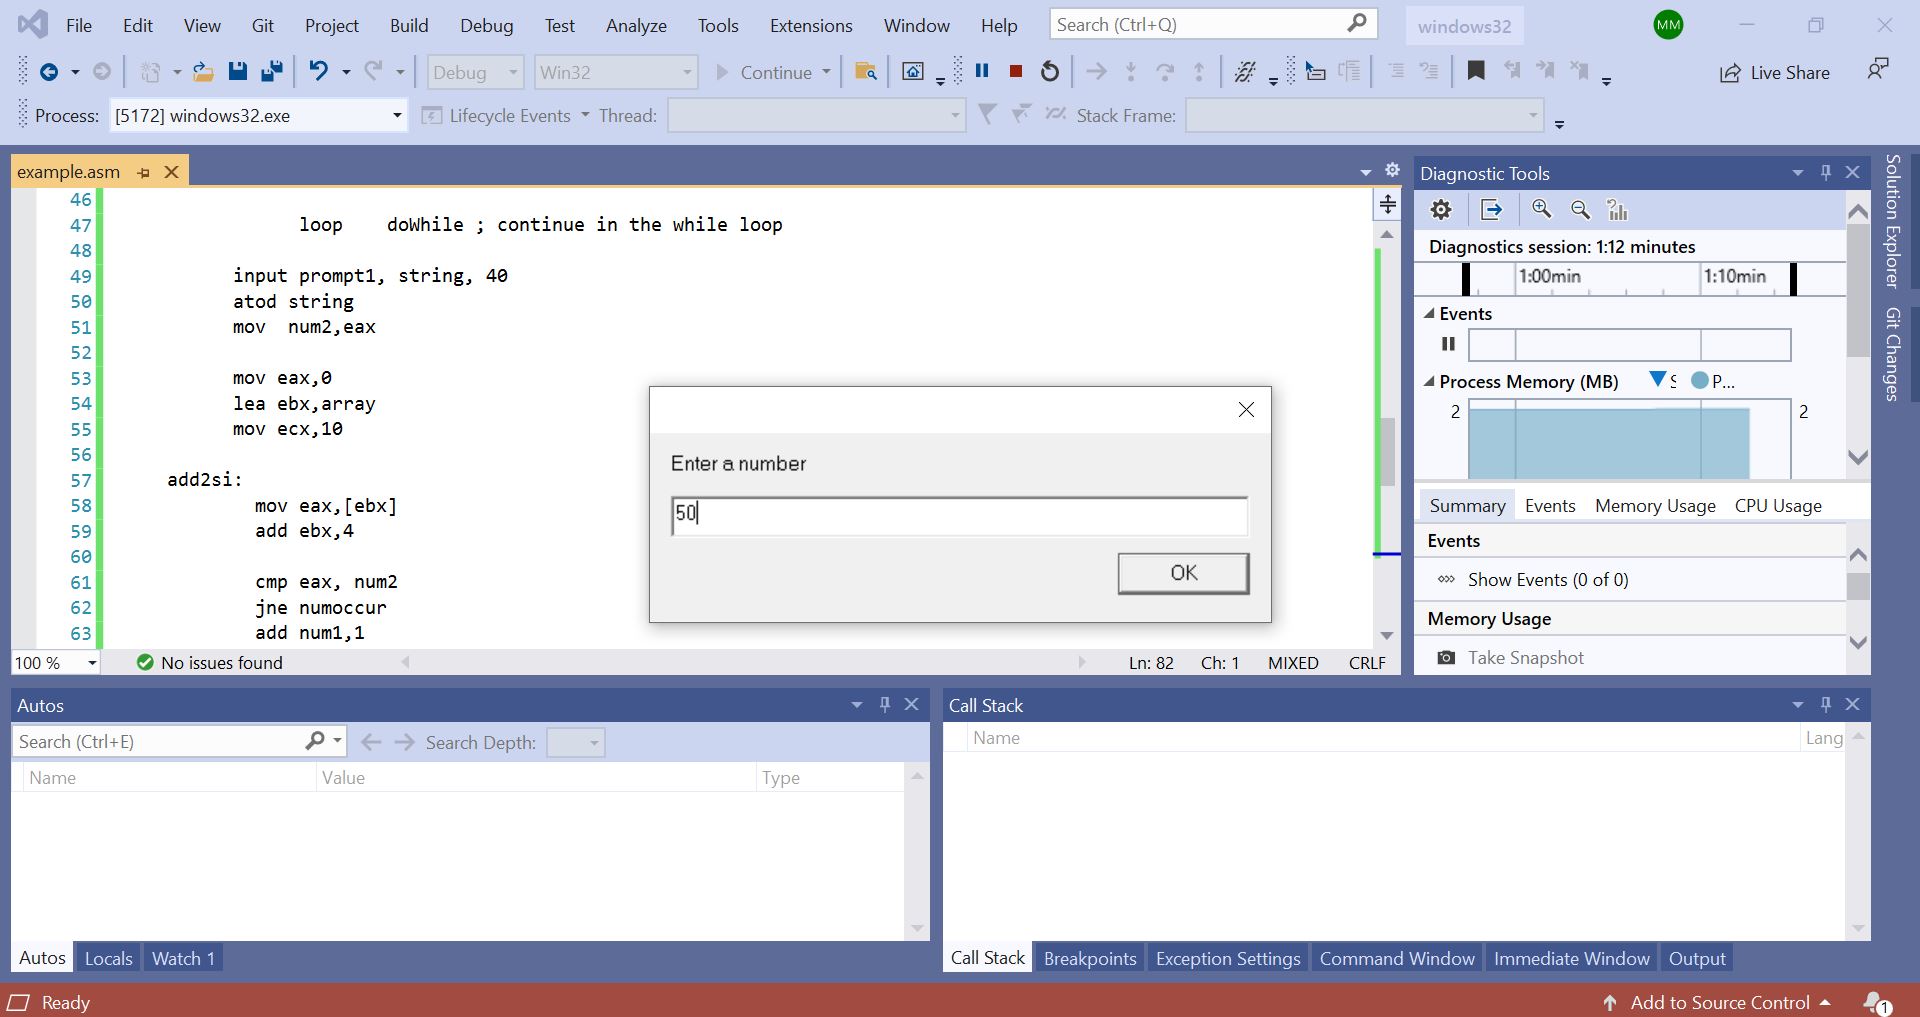 File Edit View Git Project Build Debug Test Analyze Tools Extensions Window Help Search (Ctrl+Q) windows32 MM
Debug Win32 Continue Live Share
Process: [5172] windows32.exe Lifecycle Events Thread: Stack Frame:
example.asm
46
47 loop doWhile ; continue in the while loop
48
49 input prompt1, string, 40
50 atod string
51 mov num2,eax
52
53 mov eax,0
54 lea ebx,array
55 mov ecx,10
56
57 add2si:
58 mov eax,[ebx]
59 add ebx,4
60
61 cmp eax, num2
62 jne numoccur
63 add num1,1
100 % No issues found Ln: 82 Ch: 1 MIXED CRLF
Enter a number
50
OK
Diagnostic Tools
Diagnostics session: 1:12 minutes
1:00min 1:10min
Events
Process Memory (MB) S P...
2 2
Summary Events Memory Usage CPU Usage
Events
Show Events (0 of 0)
Memory Usage
Take Snapshot
Solution Explorer
Git Changes
Autos
Search (Ctrl+E) Search Depth:
Name Value Type
Autos Locals Watch 1
Call Stack
Name Lang
Call Stack Breakpoints Exception Settings Command Window Immediate Window Output
Ready Add to Source Control 1